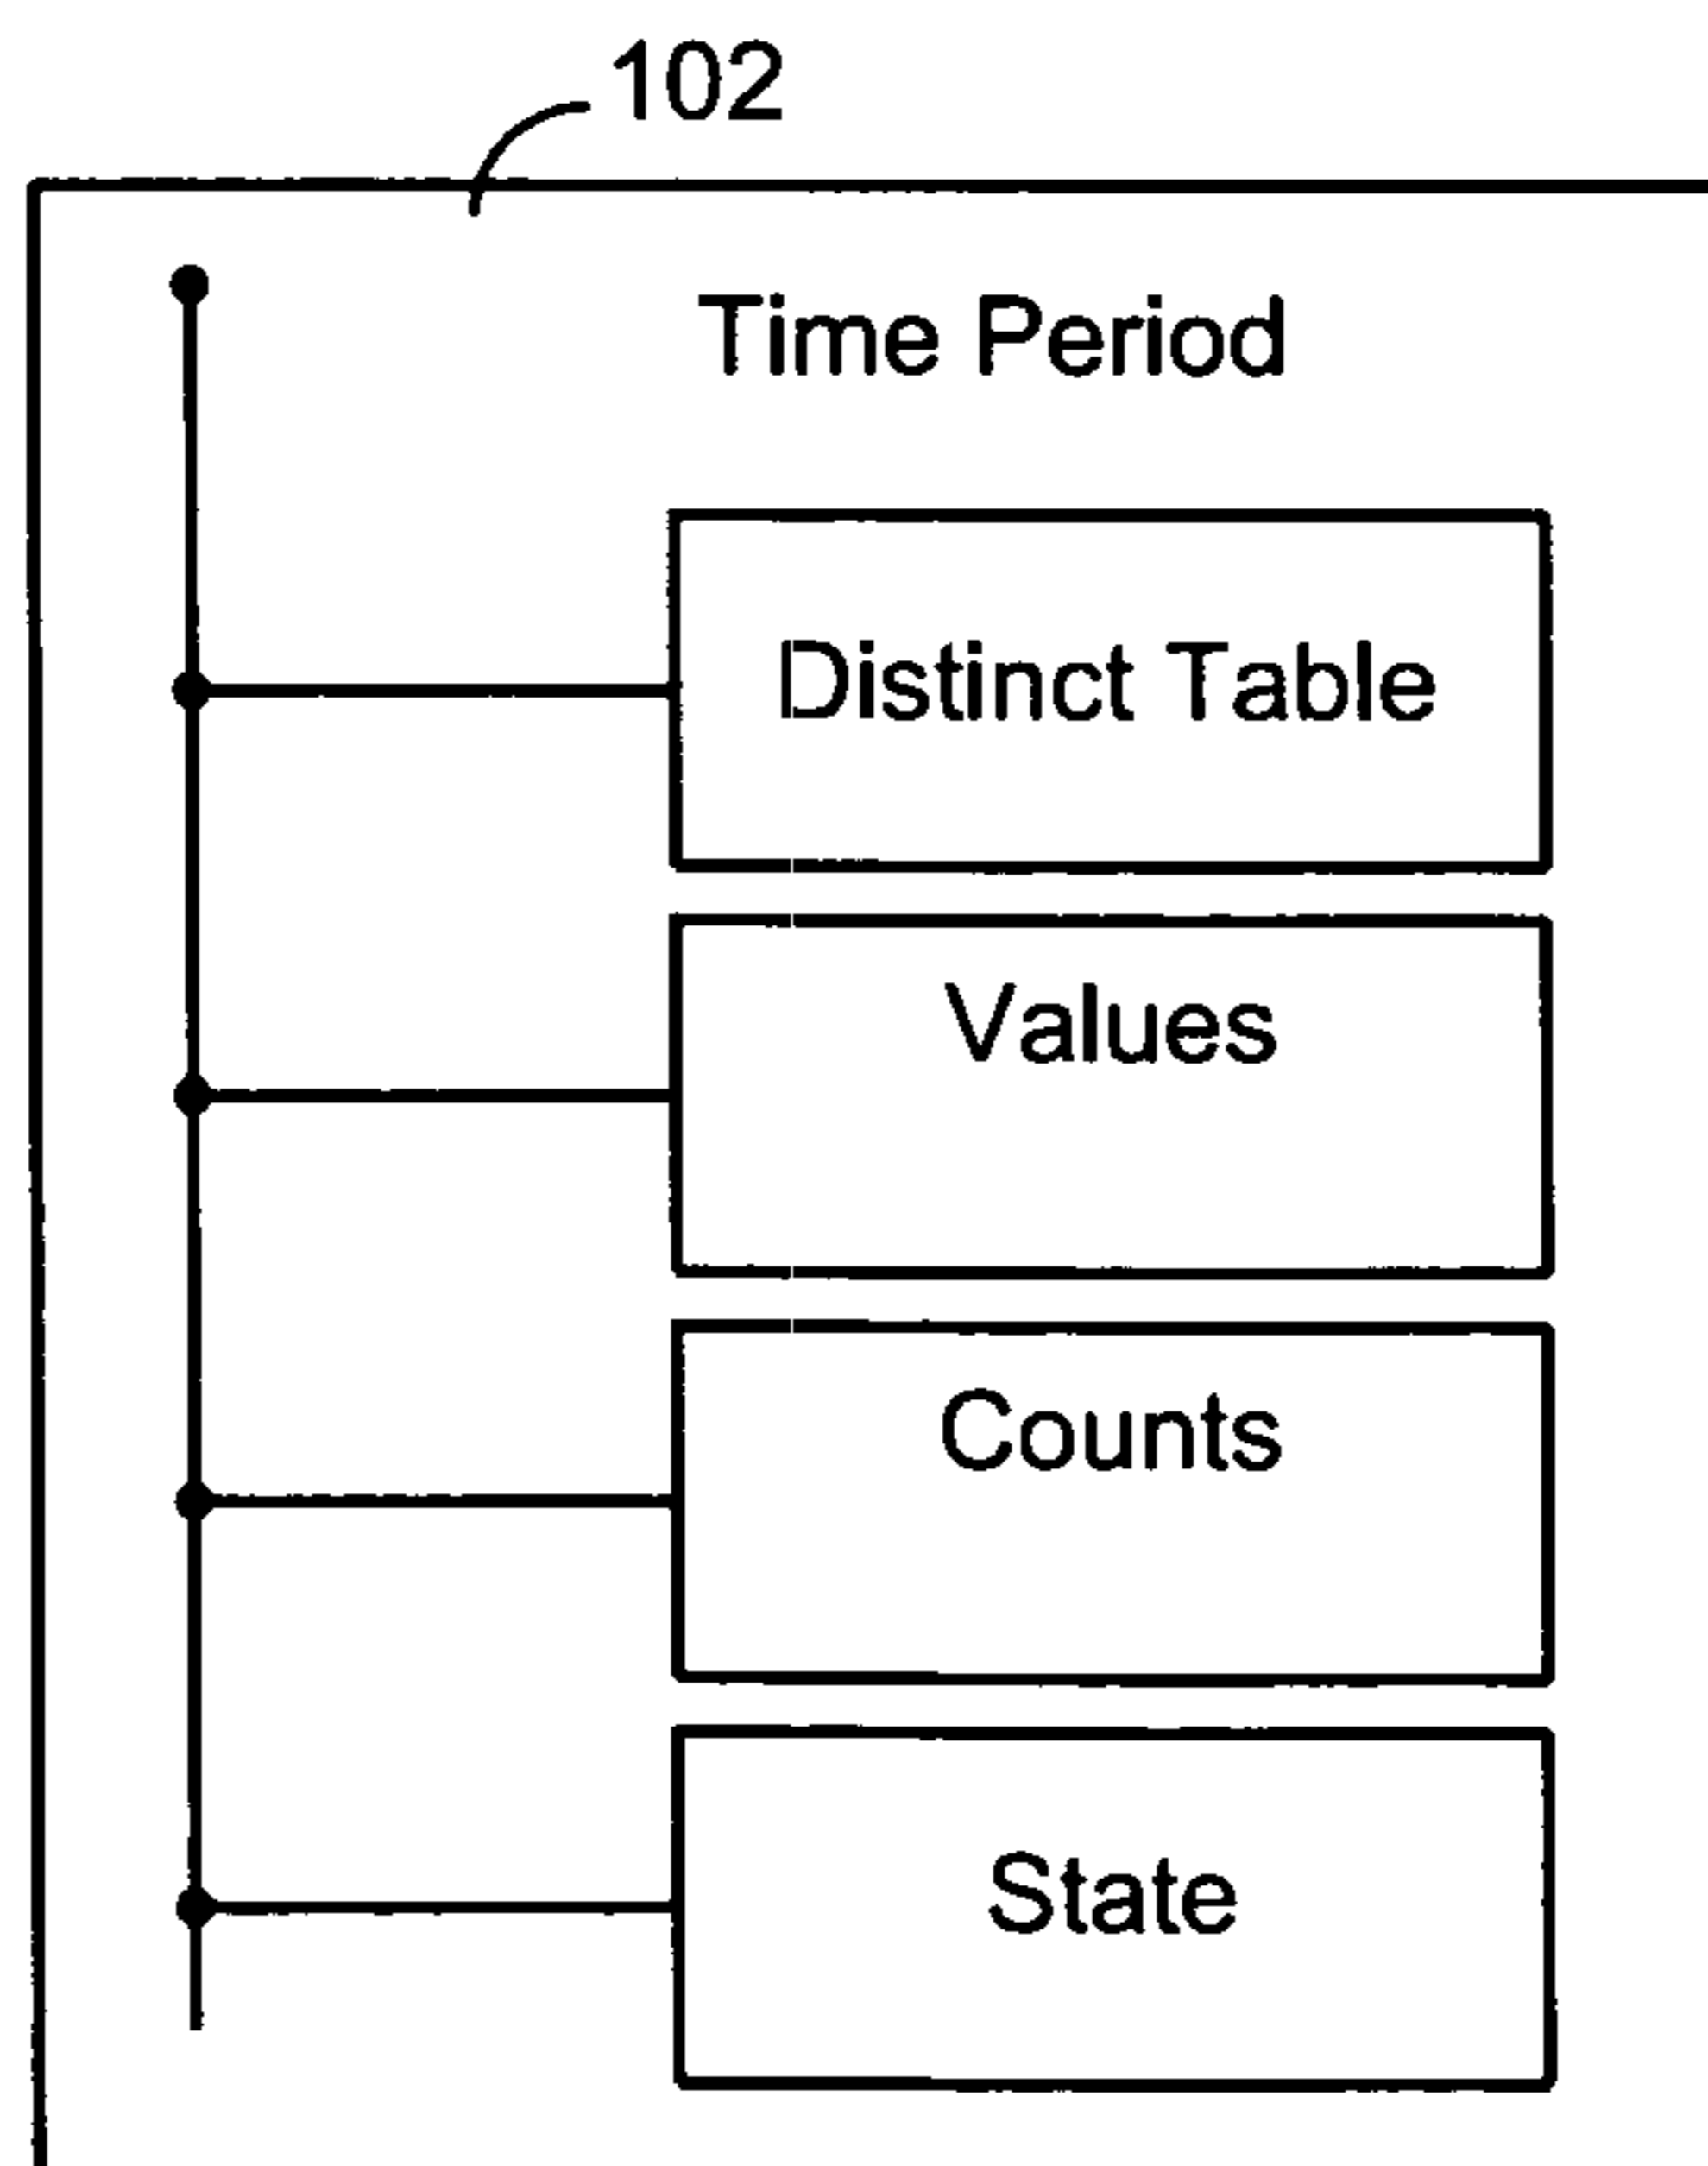 102
Time Period
Distinct Table
Values
Counts
State